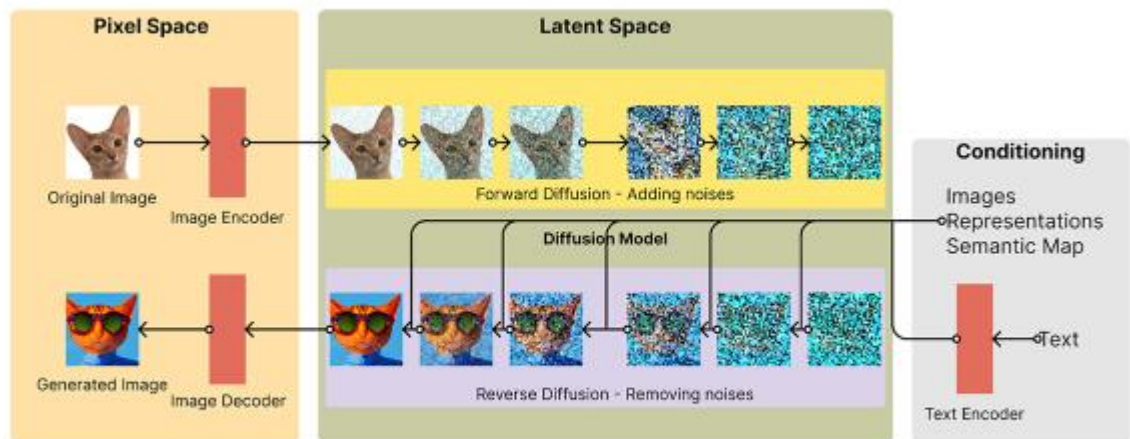 Pixel Space
Latent Space
Original Image
Image Encoder
Forward Diffusion - Adding noises
Conditioning
Images
Representations
Semantic Map
Diffusion Model
Generated Image
Image Decoder
Reverse Diffusion - Removing noises
Text
Text Encoder